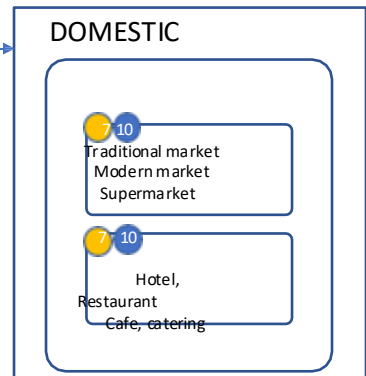 DOMESTIC
7 10
Traditional market
Modern market
Supermarket
7 10
Hotel,
Restaurant
Cafe, catering